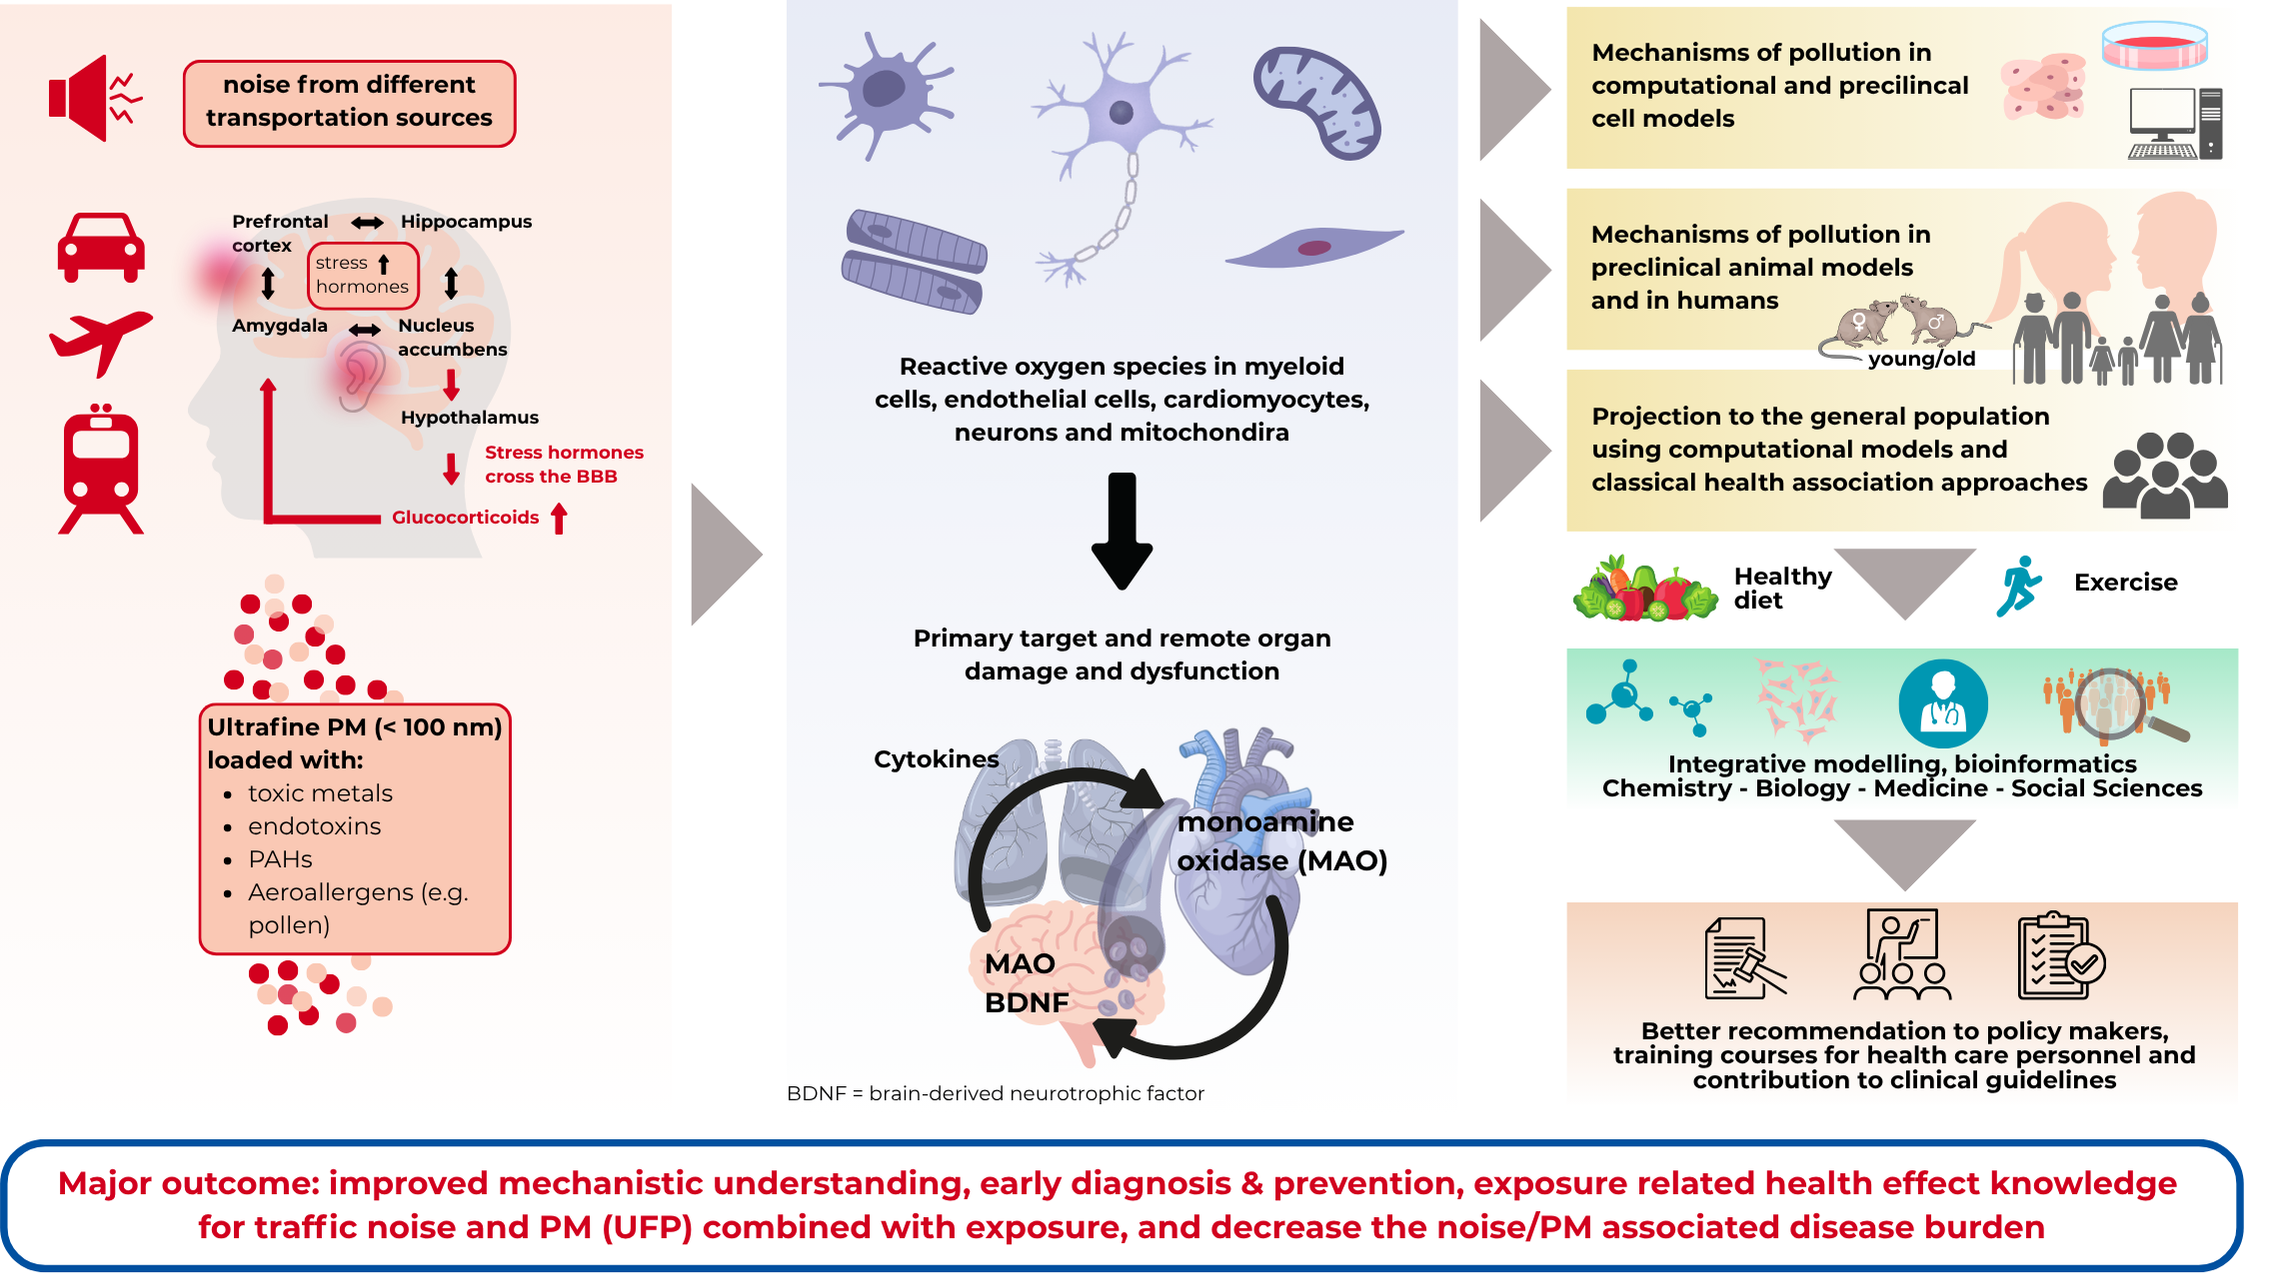 noise from different
transportation sources
Prefrontal
cortex
Hippocampus
stress
hormones
Amygdala
Nucleus
accumbens
Hypothalamus
Stress hormones
cross the BBB
Glucocorticoids
Ultrafine PM (< 100 nm)
loaded with:
• toxic metals
• endotoxins
• PAHs
• Aeroallergens (e.g.
pollen)
Reactive oxygen species in myeloid
cells, endothelial cells, cardiomyocytes,
neurons and mitochondira
Primary target and remote organ
damage and dysfunction
Cytokines
monoamine
oxidase (MAO)
MAO
BDNF
BDNF = brain-derived neurotrophic factor
Mechanisms of pollution in
computational and precilincal
cell models
Mechanisms of pollution in
preclinical animal models
and in humans
♀ ♂
young/old
Projection to the general population
using computational models and
classical health association approaches
Healthy
diet
Exercise
Integrative modelling, bioinformatics
Chemistry - Biology - Medicine - Social Sciences
Better recommendation to policy makers,
training courses for health care personnel and
contribution to clinical guidelines
Major outcome: improved mechanistic understanding, early diagnosis & prevention, exposure related health effect knowledge
for traffic noise and PM (UFP) combined with exposure, and decrease the noise/PM associated disease burden